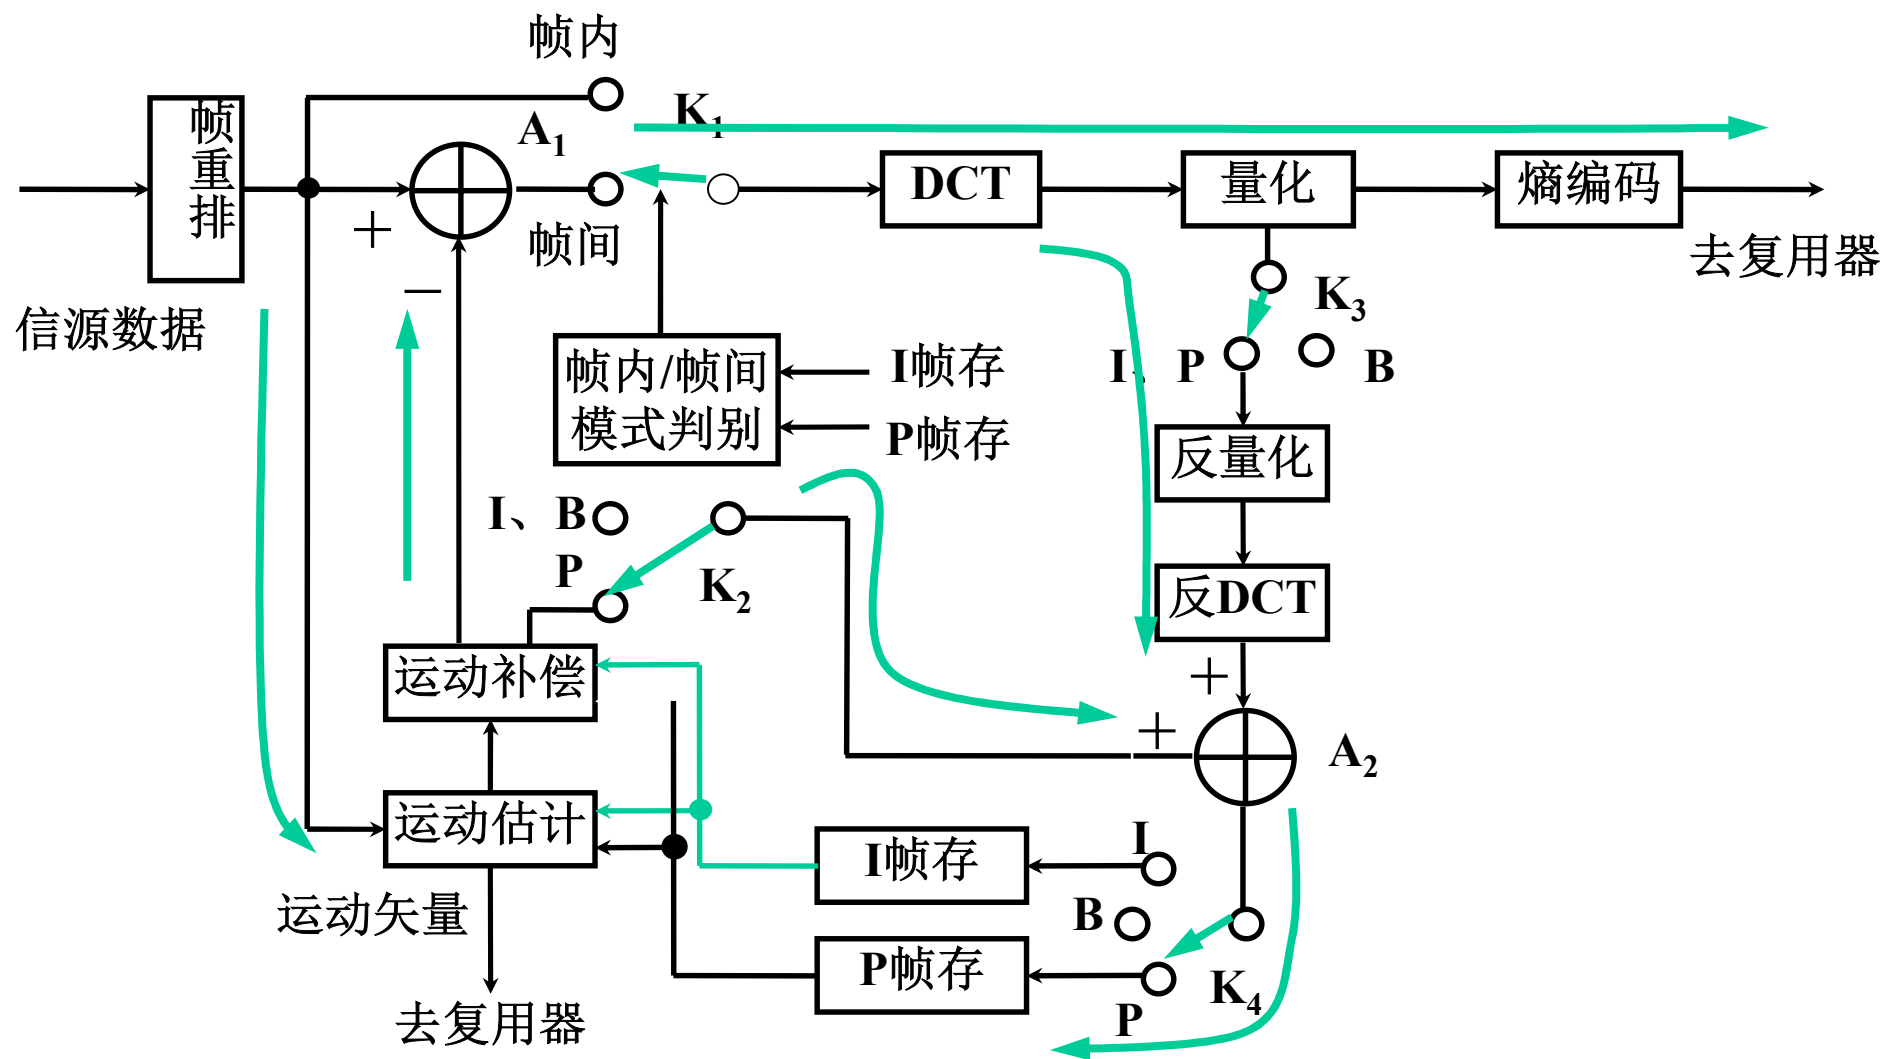 帧内
帧重排
A1
K1
DCT
量化
熵编码
+
帧间
去复用器
信源数据
−
K3
帧内/帧间
模式判别
I帧存
P帧存
I、P
B
反量化
I、B
P
K2
反DCT
运动补偿
+
+
A2
运动估计
I帧存
I
运动矢量
B
P帧存
K4
P
去复用器